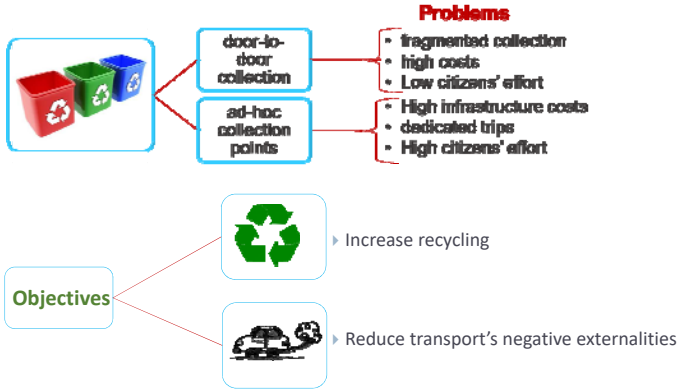 Problems
door-to-
door
collection
• fragmented collection
• high costs
• Low citizens' effort
ad-hoc
collection
points
• High infrastructure costs
• dedicated trips
• High citizens' effort
Objectives
Increase recycling
Reduce transport's negative externalities